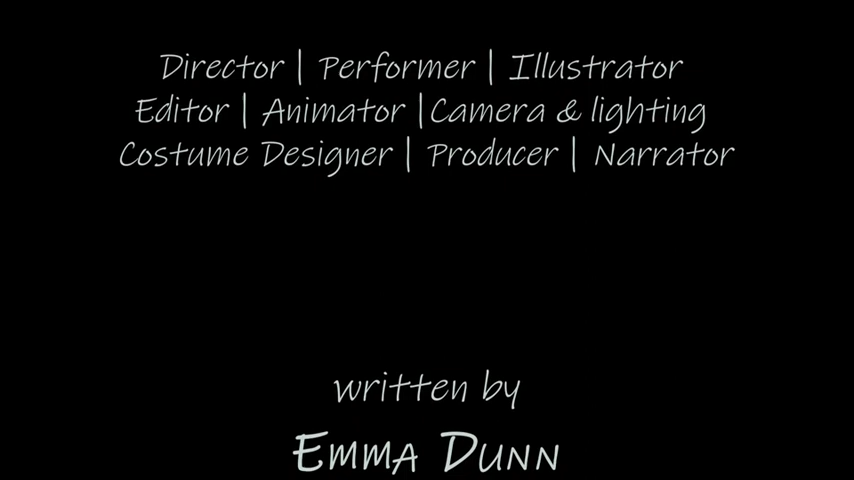 Director | Performer | Illustrator
Editor | Animator |Camera & lighting
Costume Designer | Producer | Narrator
written by
Emma Dunn